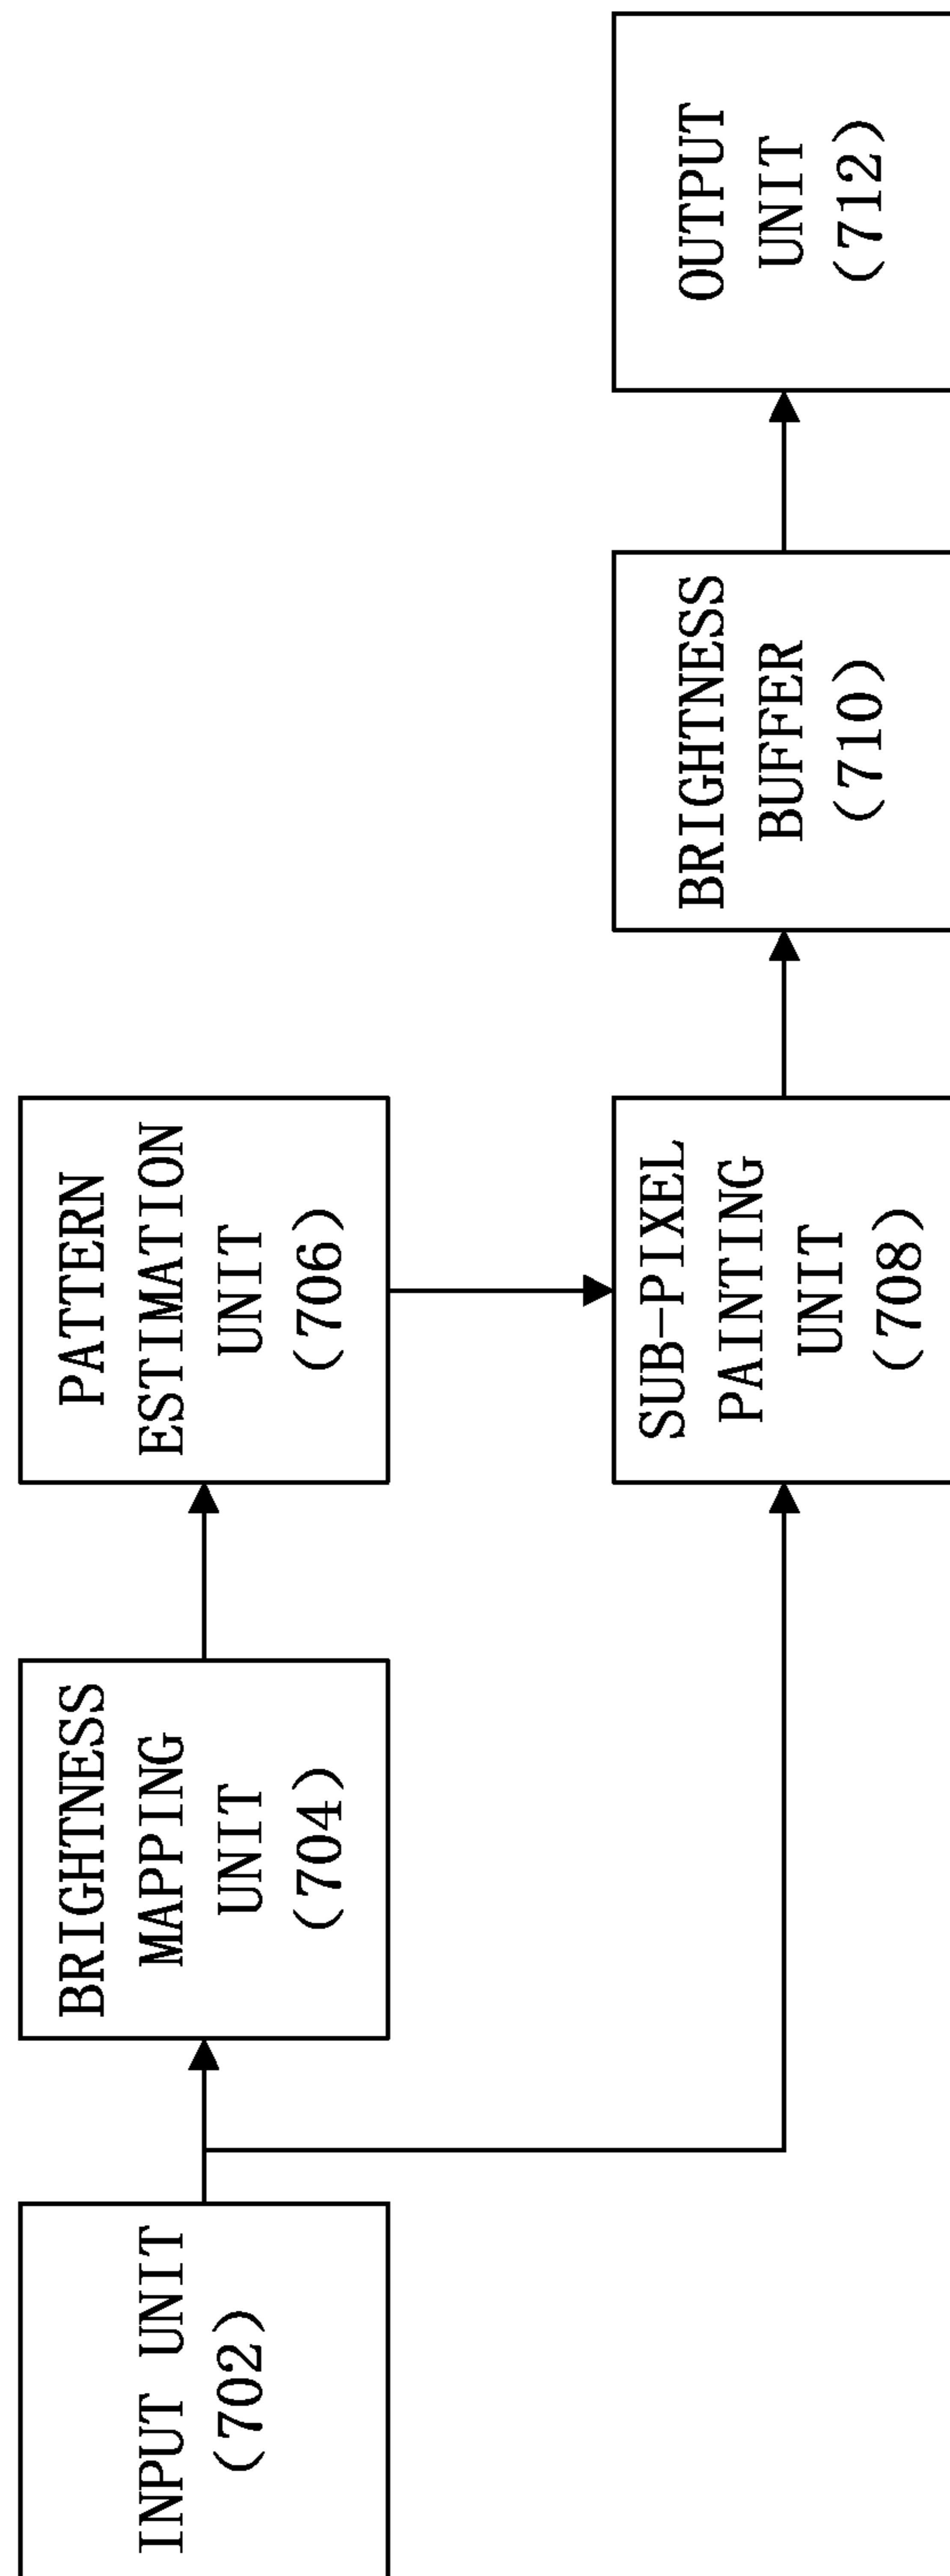 INPUT UNIT
(702)
BRIGHTNESS
MAPPING
UNIT
(704)
PATTERN
ESTIMATION
UNIT
(706)
SUB-PIXEL
PAINTING
UNIT
(708)
BRIGHTNESS
BUFFER
(710)
OUTPUT
UNIT
(712)